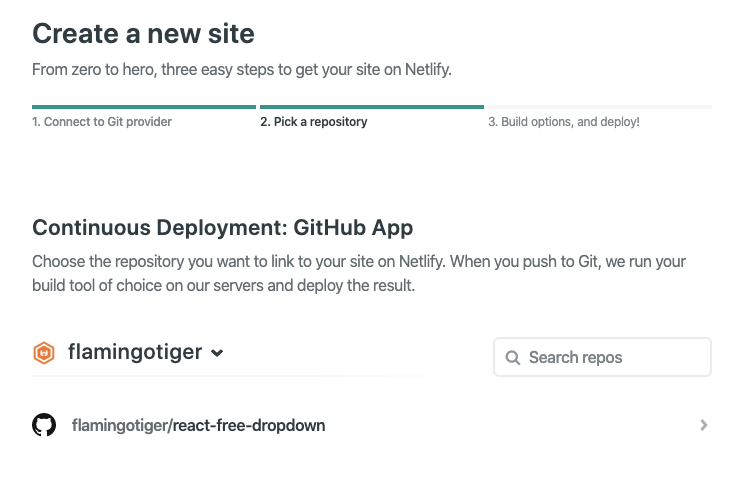 Create a new site
From zero to hero, three easy steps to get your site on Netlify.
1. Connect to Git provider
2. Pick a repository
3. Build options, and deploy!
Continuous Deployment: GitHub App
Choose the repository you want to link to your site on Netlify. When you push to Git, we run your
build tool of choice on our servers and deploy the result.
flamingotiger
Search repos
flamingotiger/react-free-dropdown